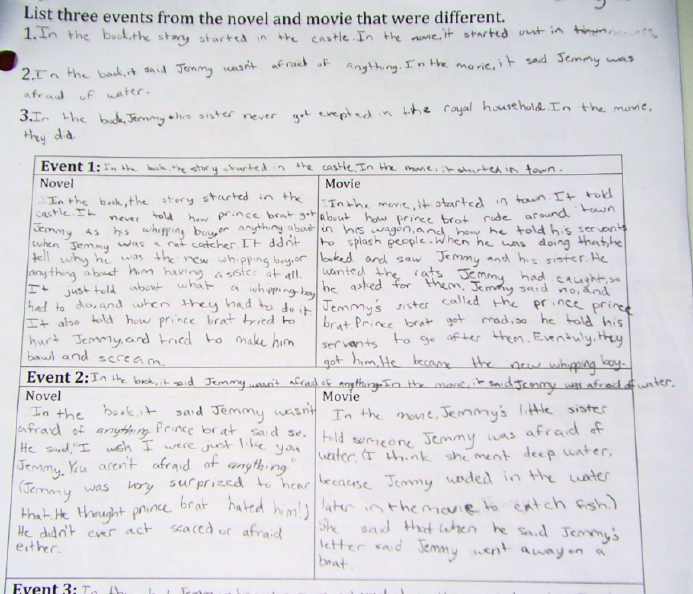 List three events from the novel and movie that were different.
1. In the book, the story started in the castle. In the movie, it started out in
2. In the book, it said Jemmy wasn't afraid of anything. In the movie, it said Jemmy was
afraid of water.
3. In the book, Jemmy + his sister never got exepted in the royal household. In the movie,
they did.
Event 1: In the book, the story started in the castle. In the movie, it started in town.
Novel
In the book, the story started in the
castle. It never told how prince brat got
Jemmy as his whipping boy, or anything about
when Jemmy was a rat catcher. It ddn't
tell why he was the new whipping boy, or
anything about him having a sister at all.
It just told about what a whipping-boy
had to do, and when they had to do it.
It also told how prince brat tried to
hurt Jemmy, and tried to make him
bawl and scream.
Movie
In the movie, it started in town. It told
about how prince brat rode around town
in his wagon, and how he told his servants
to splash people. When he was doing that, he
looked and saw Jemmy and his sister. He
wanted the rats Jemmy had caught, so
he asked for them. Jemmy said no, and
Jemmy's sister called the prince prince
brat. Prince brat got mad, so he told his
servants to go after them. Eventuly, they
got him. He became the new whipping boy.
Event 2: In the book, it said Jemmy wasn't afraid of anything. In the movie, it said Jemmy was afraid of water.
Novel
In the book, it said Jemmy wasn't
afraid of anything. Prince brat said so.
He said, "I wish I were just like you
Jemmy. You aren't afraid of anything."
(Jemmy was very surprized to hear
that. He thought prince brat hated him!)
He didn't ever act scaced or afraid
either.
Movie
In the movie, Jemmy's little sister
told someone Jemmy was afraid of
water. (I think she ment deep water,
because Jemmy waded in the water
later in the movie to catch fish.)
She said that when he said Jemmy's
letter said Jemmy went away on a
boat.
Event 3: In